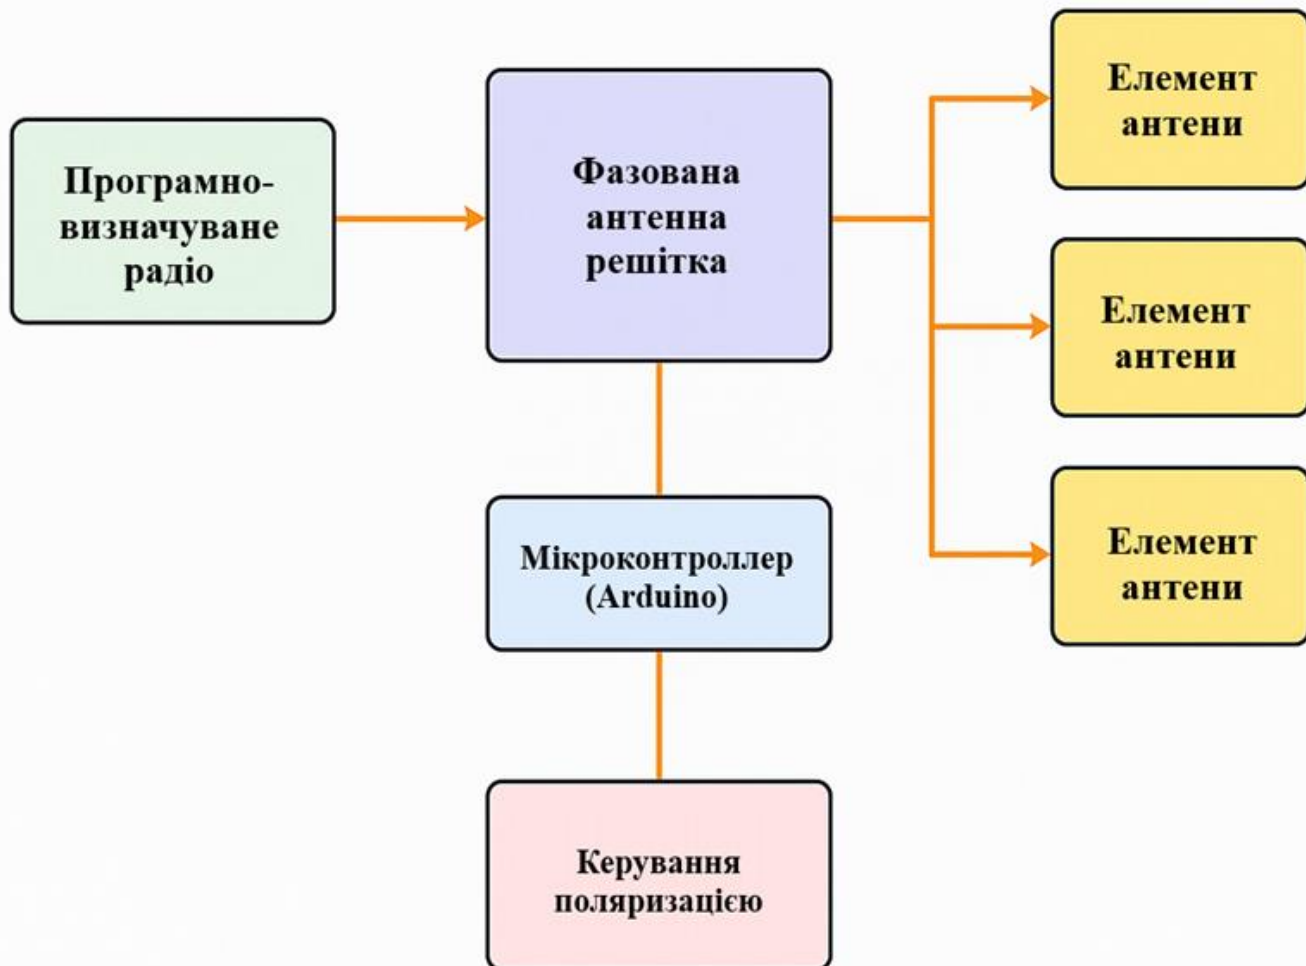 Програмно-
визначуване
радіо
Фазована
антенна
решітка
Елемент
антени
Елемент
антени
Елемент
антени
Мікроконтроллер
(Arduino)
Керування
поляризацією